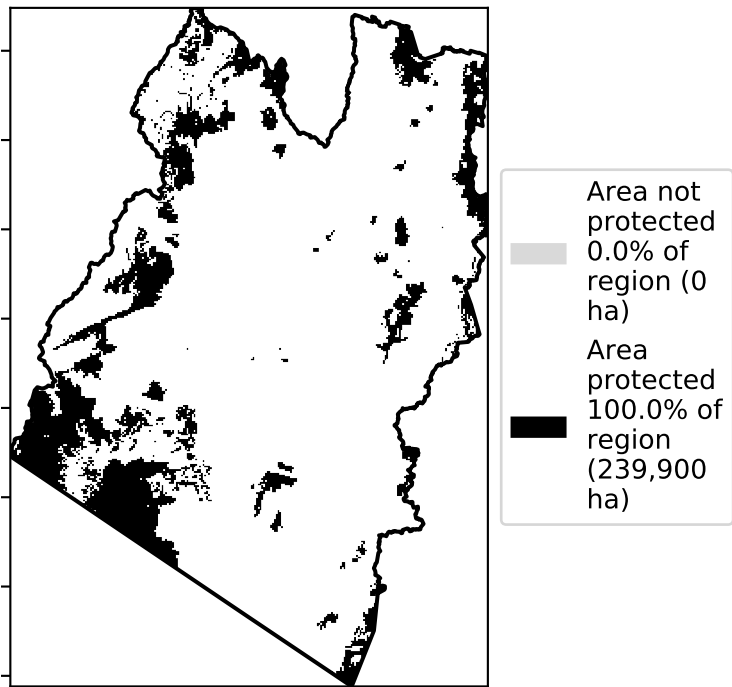 Area not
protected
0.0% of
region (0
ha)
Area
protected
100.0% of
region
(239,900
ha)